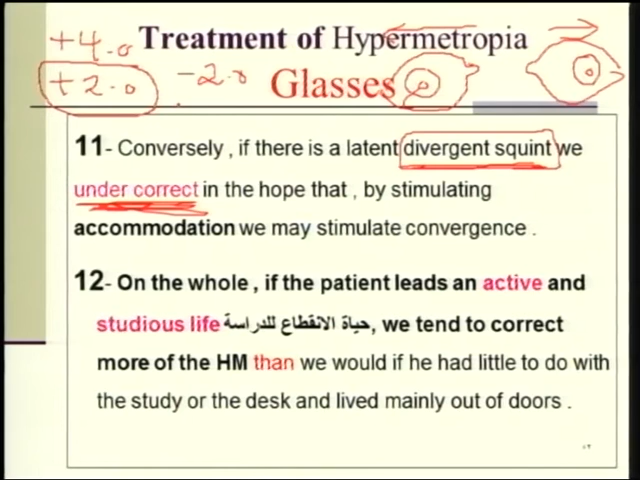 +4.0 Treatment of Hypermetropia
+2.0 -2.0 Glasses
11- Conversely , if there is a latent divergent squint we
under correct in the hope that , by stimulating
accommodation we may stimulate convergence .
12- On the whole , if the patient leads an active and
studious life حياة الانقطاع للدراسة, we tend to correct
more of the HM than we would if he had little to do with
the study or the desk and lived mainly out of doors .
١٢